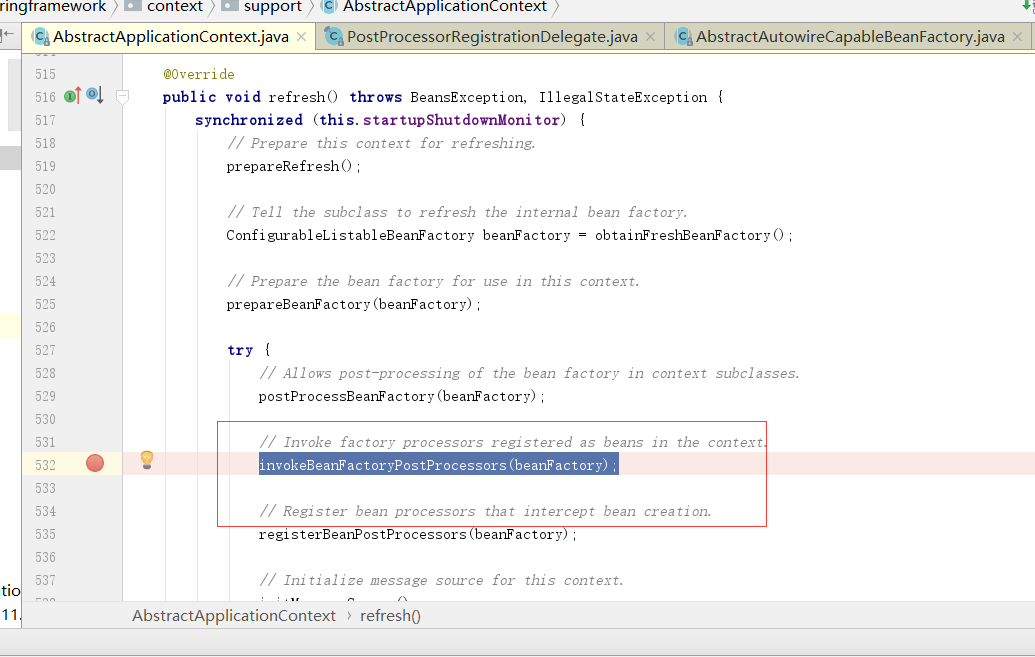 ringframework context support AbstractApplicationContext
AbstractApplicationContext.java PostProcessorRegistrationDelegate.java AbstractAutowireCapableBeanFactory.java
515 @Override
516 public void refresh() throws BeansException, IllegalStateException {
517 synchronized (this.startupShutdownMonitor) {
518 // Prepare this context for refreshing.
519 prepareRefresh();
520
521 // Tell the subclass to refresh the internal bean factory.
522 ConfigurableListableBeanFactory beanFactory = obtainFreshBeanFactory();
523
524 // Prepare the bean factory for use in this context.
525 prepareBeanFactory(beanFactory);
526
527 try {
528 // Allows post-processing of the bean factory in context subclasses.
529 postProcessBeanFactory(beanFactory);
530
531 // Invoke factory processors registered as beans in the context.
532 invokeBeanFactoryPostProcessors(beanFactory);
533
534 // Register bean processors that intercept bean creation.
535 registerBeanPostProcessors(beanFactory);
536
537 // Initialize message source for this context.
tio
11.
AbstractApplicationContext › refresh()